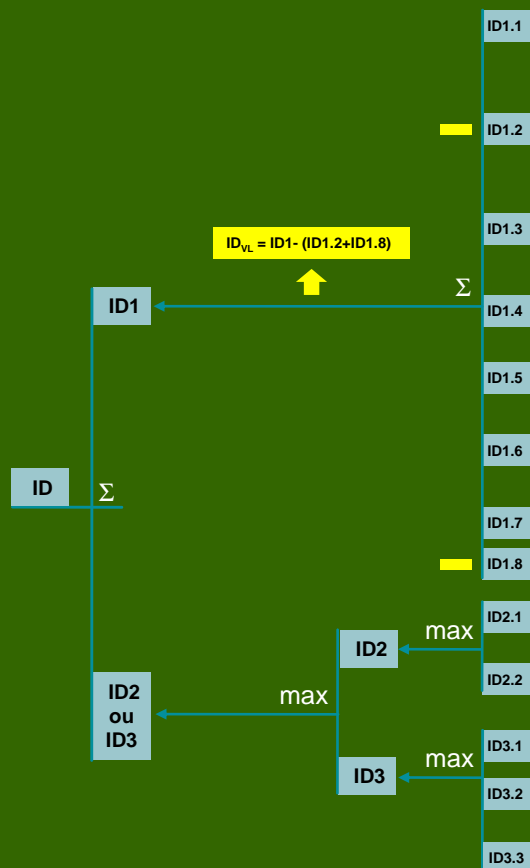 ID1.1
ID1.2
ID1.3
ID_VL = ID1- (ID1.2+ID1.8)
Σ
ID1
ID1.4
ID1.5
ID1.6
ID
Σ
ID1.7
ID1.8
ID2.1
max
ID2
ID2.2
ID2
ou
ID3
max
ID3.1
max
ID3
ID3.2
ID3.3